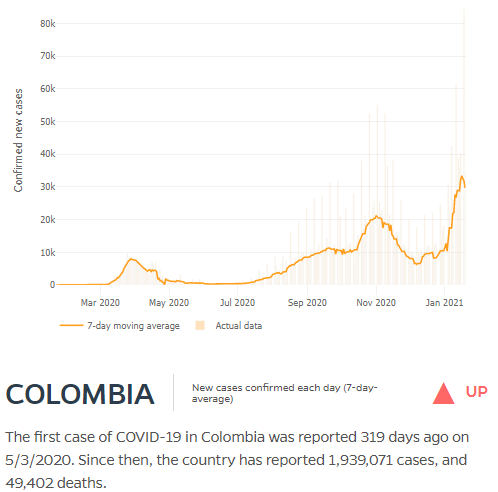 80k
70k
60k
50k
40k
30k
20k
10k
0
Confirmed new cases
Mar 2020 May 2020 Jul 2020 Sep 2020 Nov 2020 Jan 2021
7-day moving average Actual data
COLOMBIA
New cases confirmed each day (7-day-
average)
UP
The first case of COVID-19 in Colombia was reported 319 days ago on
5/3/2020. Since then, the country has reported 1,939,071 cases, and
49,402 deaths.